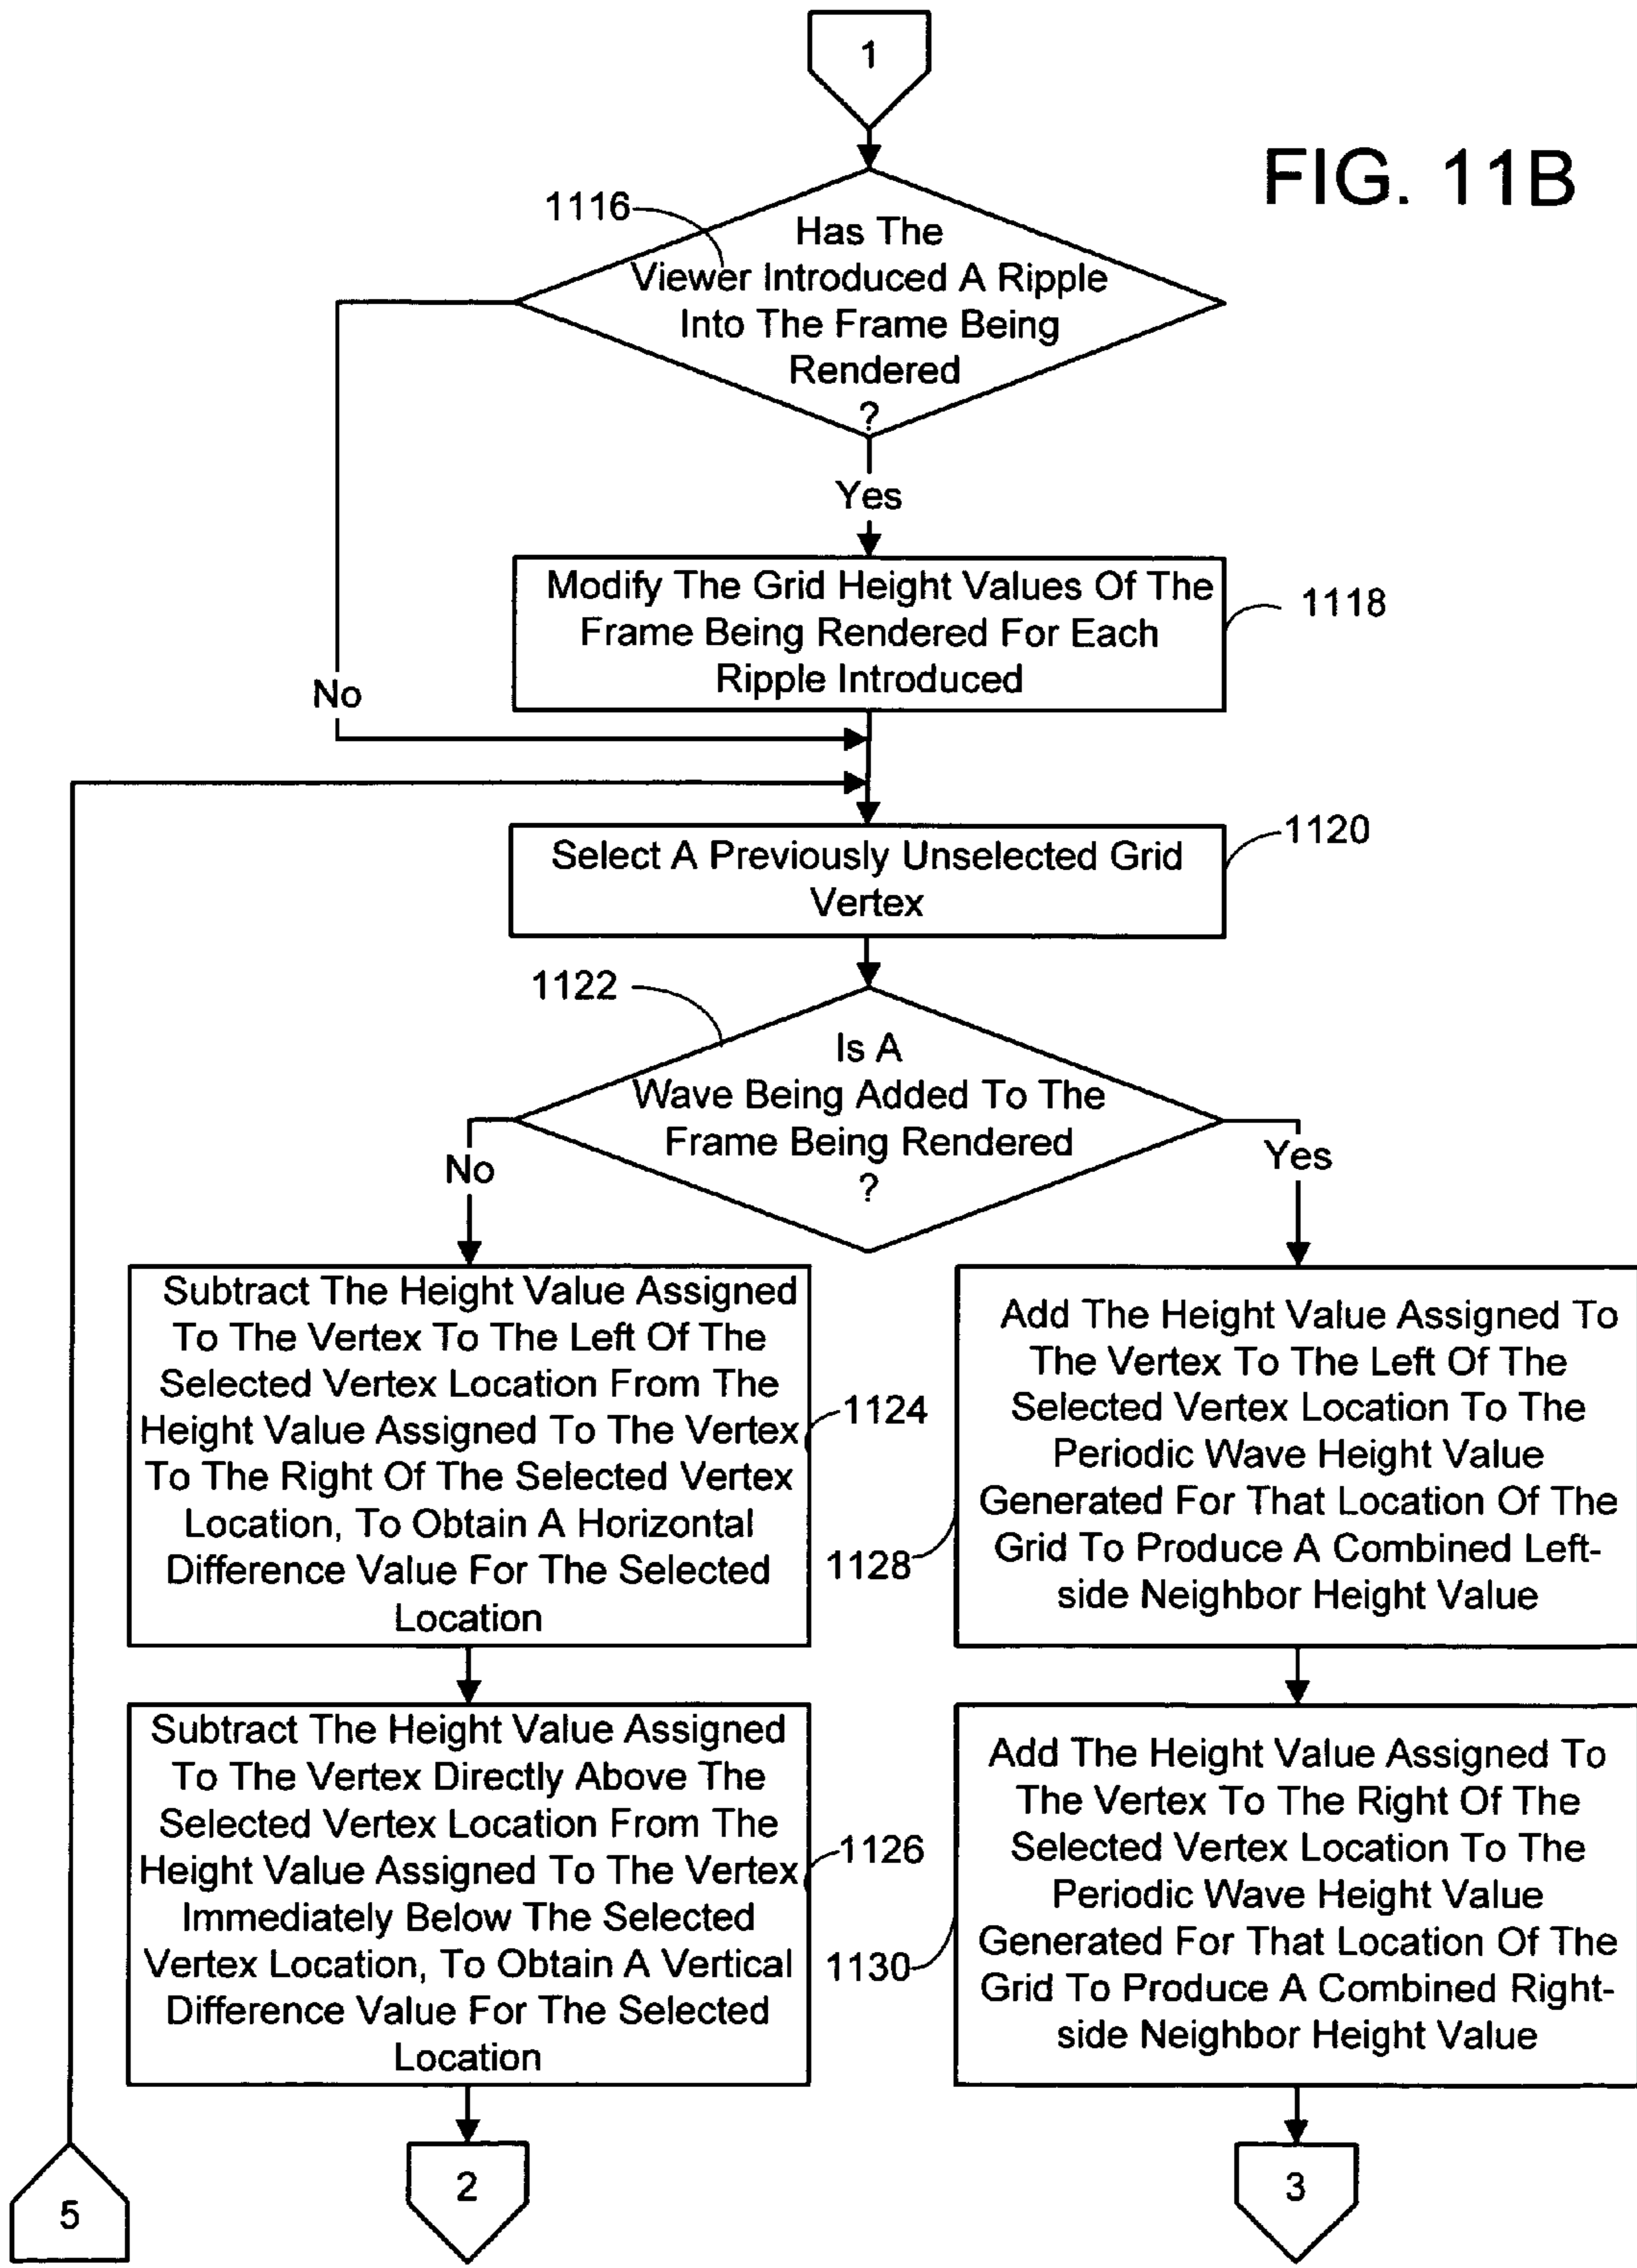 1
FIG. 11B
1116
Has The
Viewer Introduced A Ripple
Into The Frame Being
Rendered
?
Yes
No
Modify The Grid Height Values Of The
Frame Being Rendered For Each
Ripple Introduced
1118
Select A Previously Unselected Grid
Vertex
1120
1122
Is A
Wave Being Added To The
Frame Being Rendered
?
No
Yes
Subtract The Height Value Assigned
To The Vertex To The Left Of The
Selected Vertex Location From The
Height Value Assigned To The Vertex
To The Right Of The Selected Vertex
Location, To Obtain A Horizontal
Difference Value For The Selected
Location
1124
Add The Height Value Assigned To
The Vertex To The Left Of The
Selected Vertex Location To The
Periodic Wave Height Value
Generated For That Location Of The
Grid To Produce A Combined Left-
side Neighbor Height Value
1128
Subtract The Height Value Assigned
To The Vertex Directly Above The
Selected Vertex Location From The
Height Value Assigned To The Vertex
Immediately Below The Selected
Vertex Location, To Obtain A Vertical
Difference Value For The Selected
Location
1126
Add The Height Value Assigned To
The Vertex To The Right Of The
Selected Vertex Location To The
Periodic Wave Height Value
Generated For That Location Of The
Grid To Produce A Combined Right-
side Neighbor Height Value
1130
5
2
3